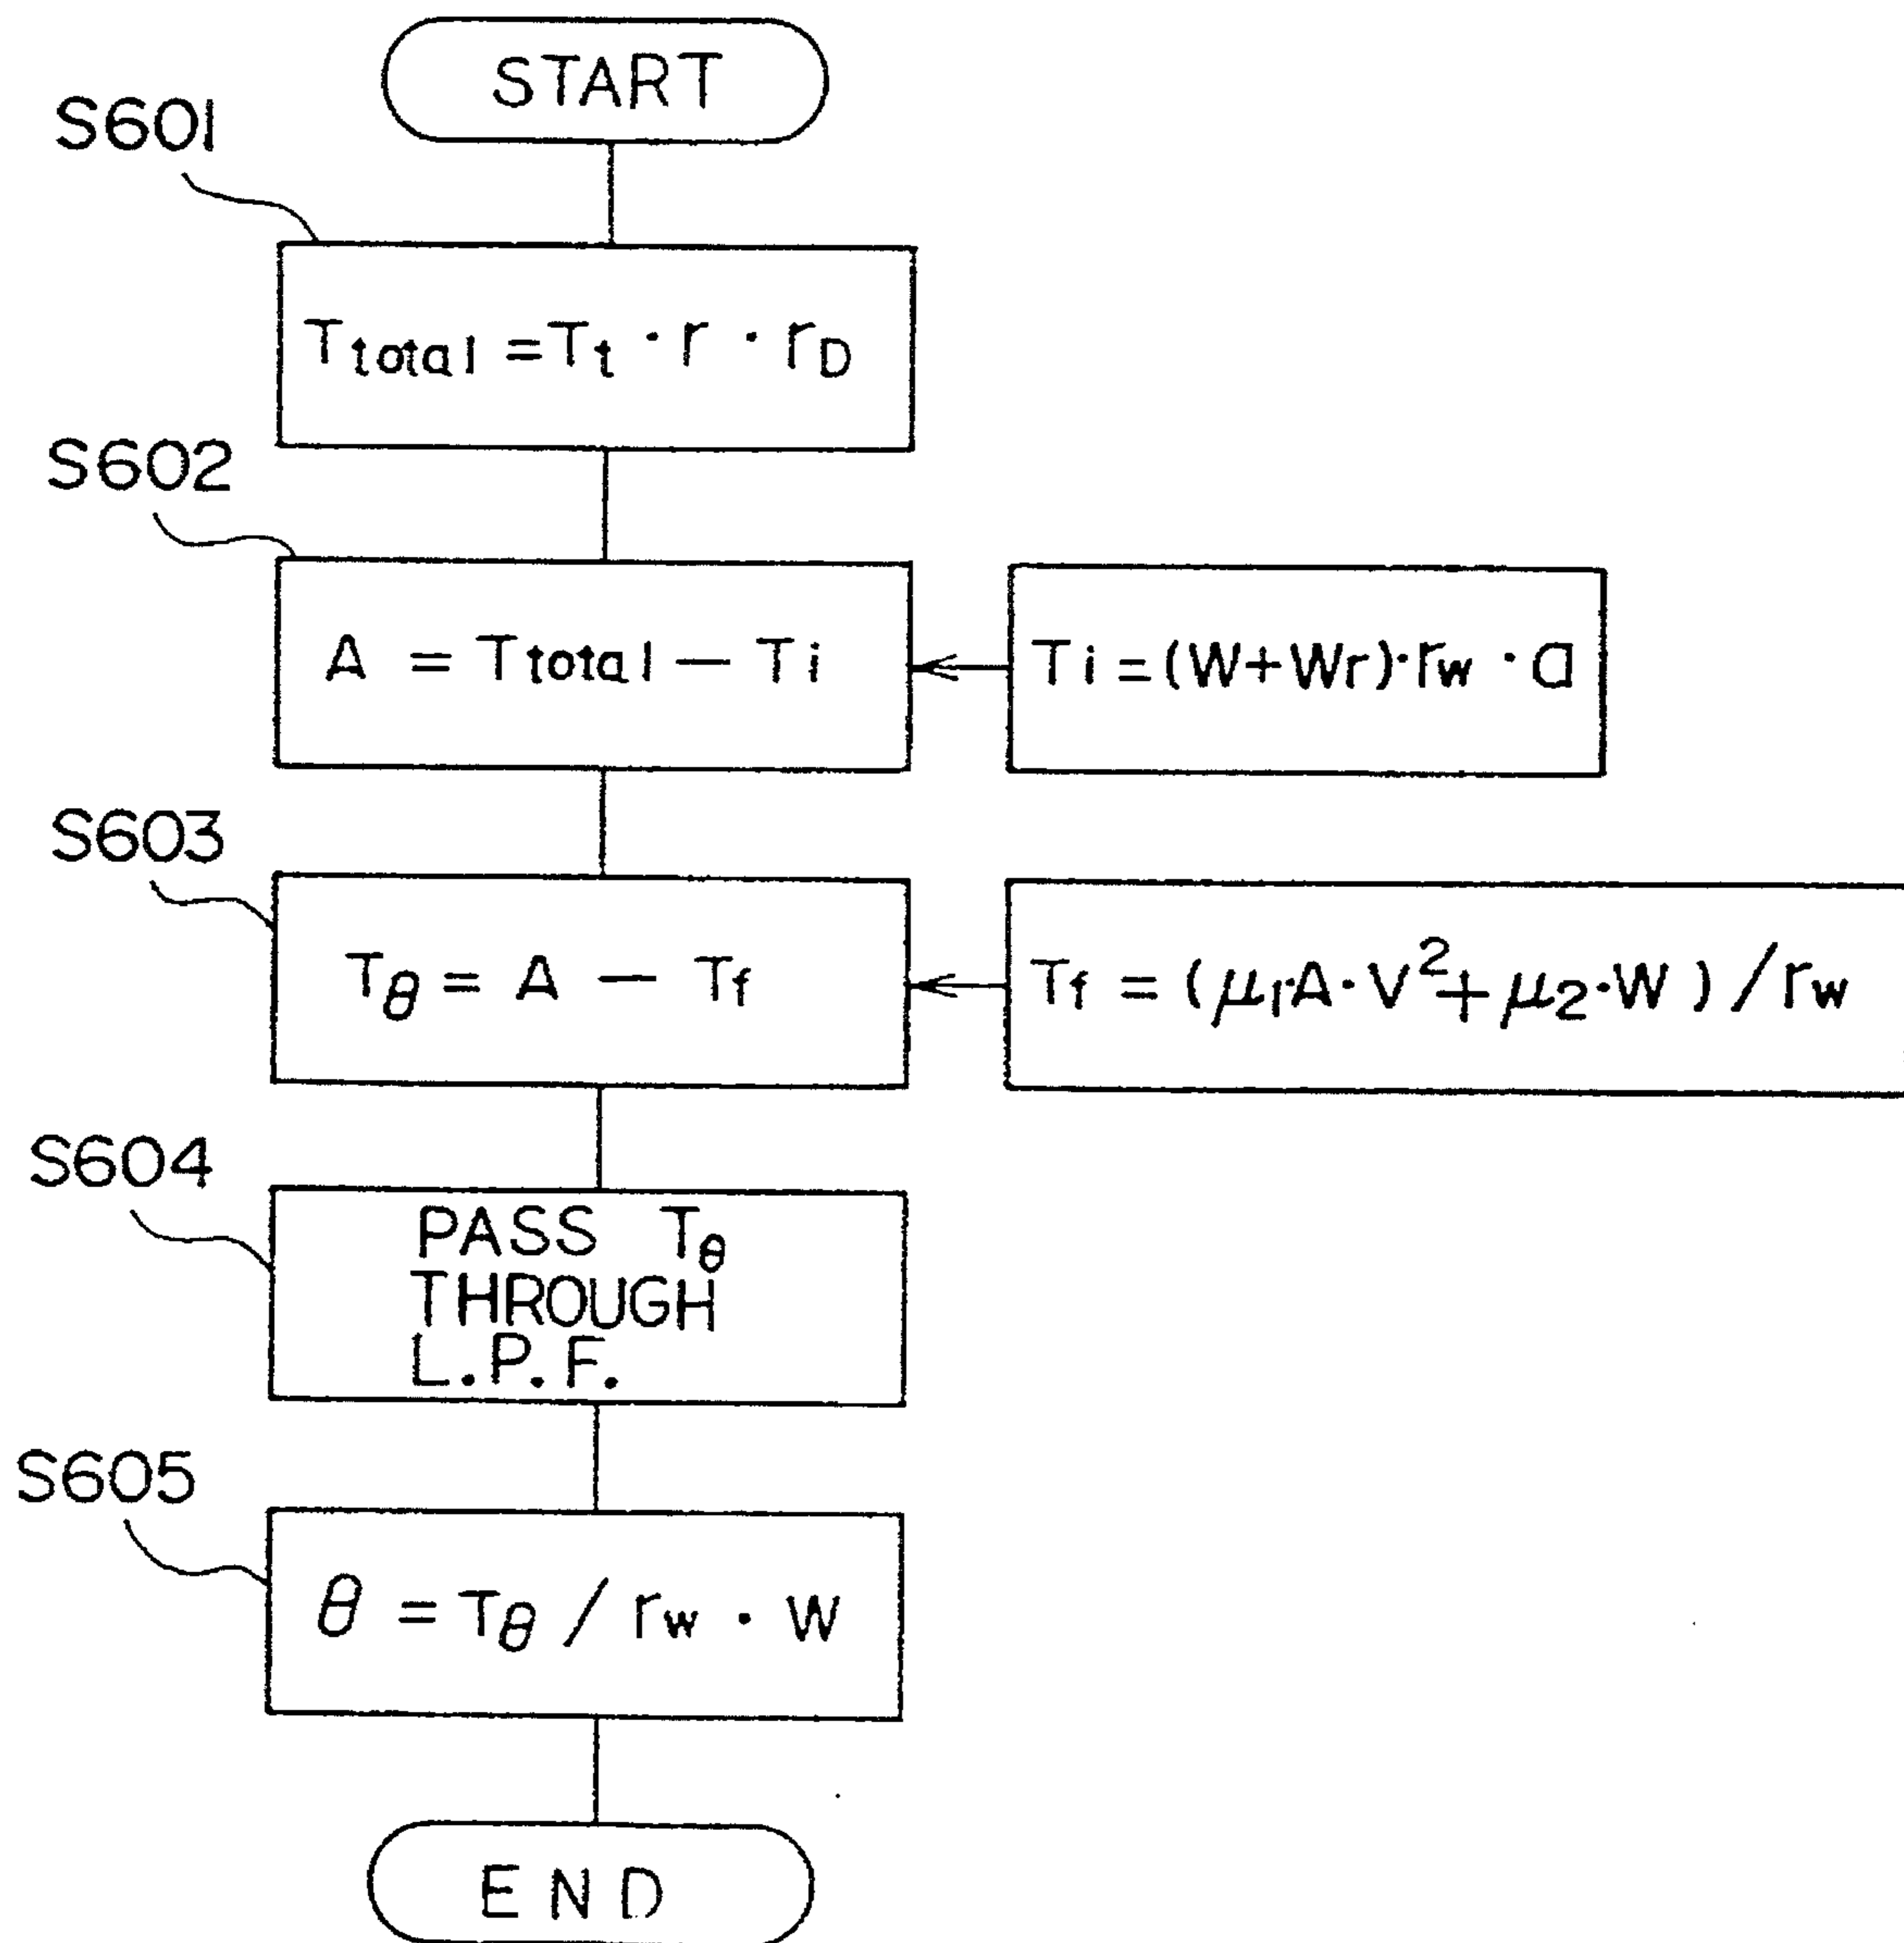 START
S601
Ttotal = Tt · r · rD
S602
A = Ttotal − Ti
Ti = (W+Wr)·rw · a
S603
Tθ = A − Tf
Tf = (μ1·A·V²+ μ2·W ) / rw
S604
PASS Tθ
THROUGH
L.P.F.
S605
θ = Tθ / rw · W
END